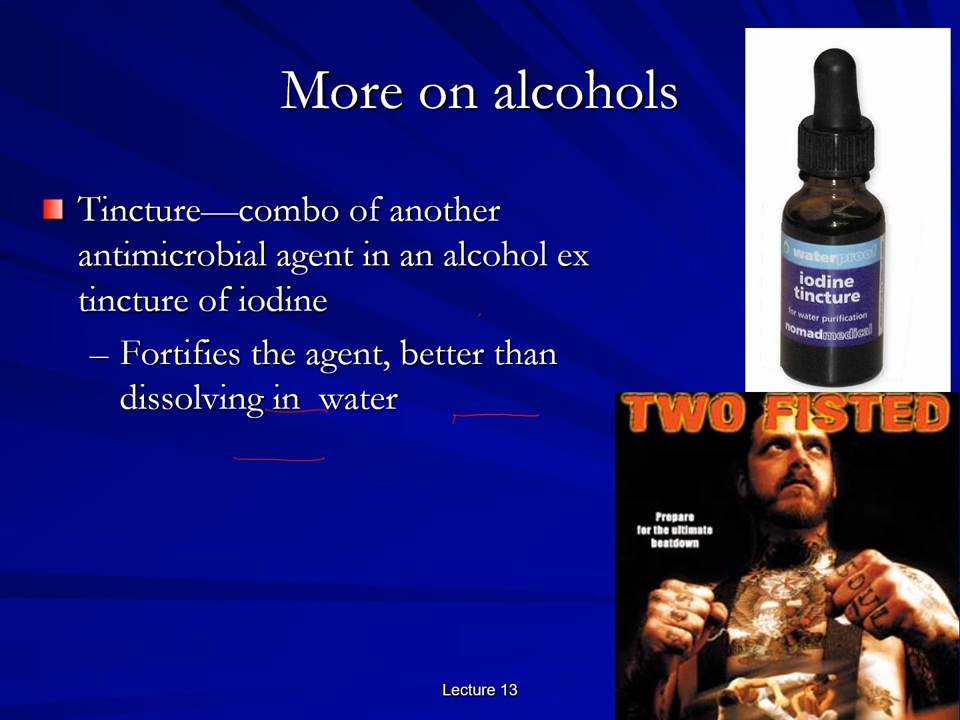 More on alcohols
Tincture—combo of another
antimicrobial agent in an alcohol ex
tincture of iodine
– Fortifies the agent, better than
dissolving in  water
waterproof
iodine
tincture
for water purification
nomadmedical
TWO FISTED
Prepare
for the ultimate
beatdown
Lecture 13